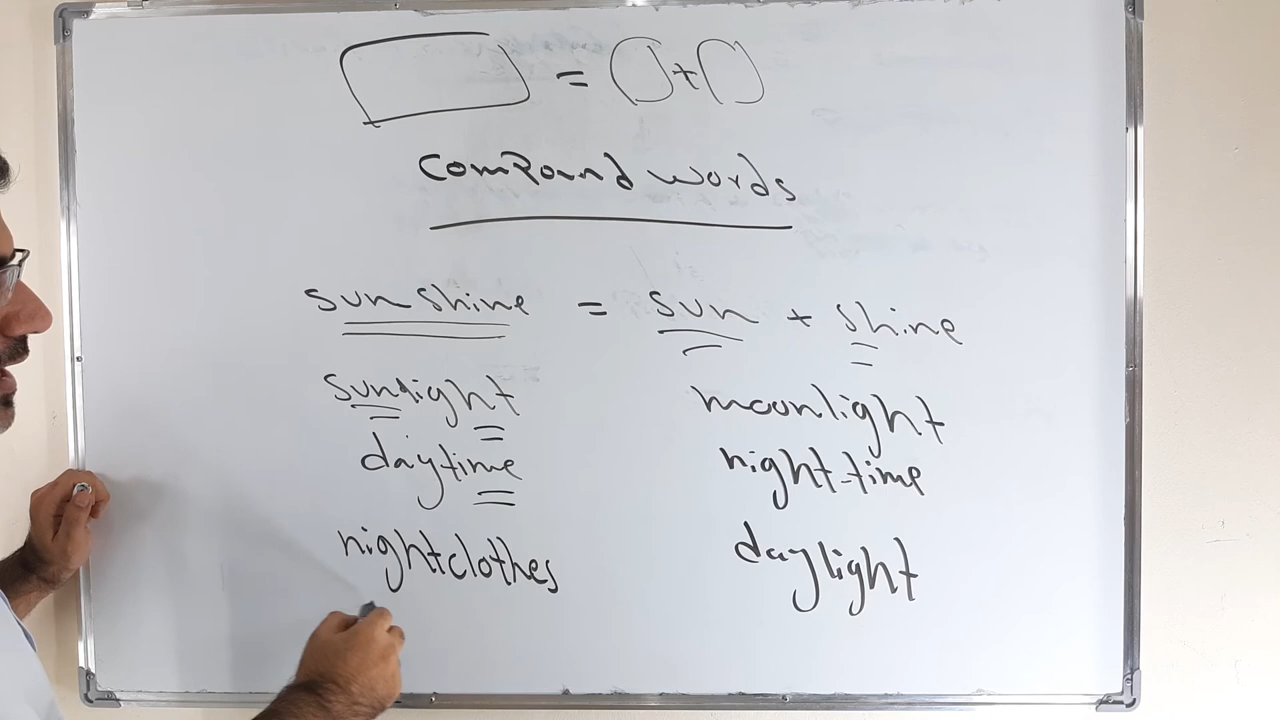 = +
compound words
sunshine = sun + shine
sunlight moonlight
daytime night-time
nightclothes daylight